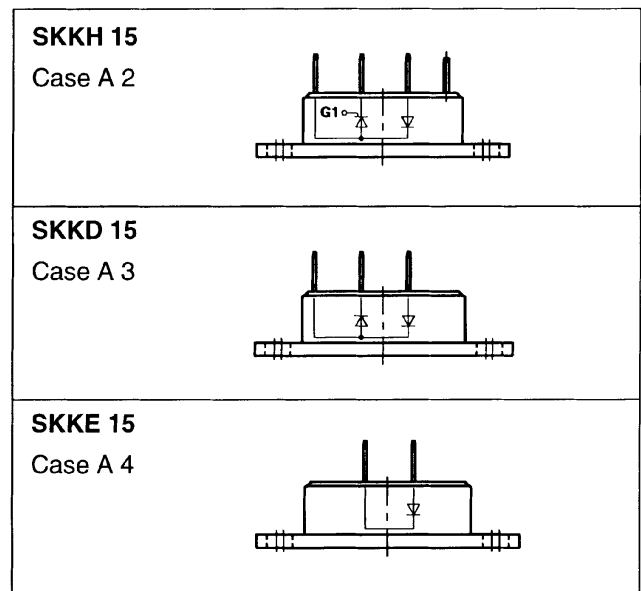 SKKH 15
Case A 2
G1
SKKD 15
Case A 3
SKKE 15
Case A 4